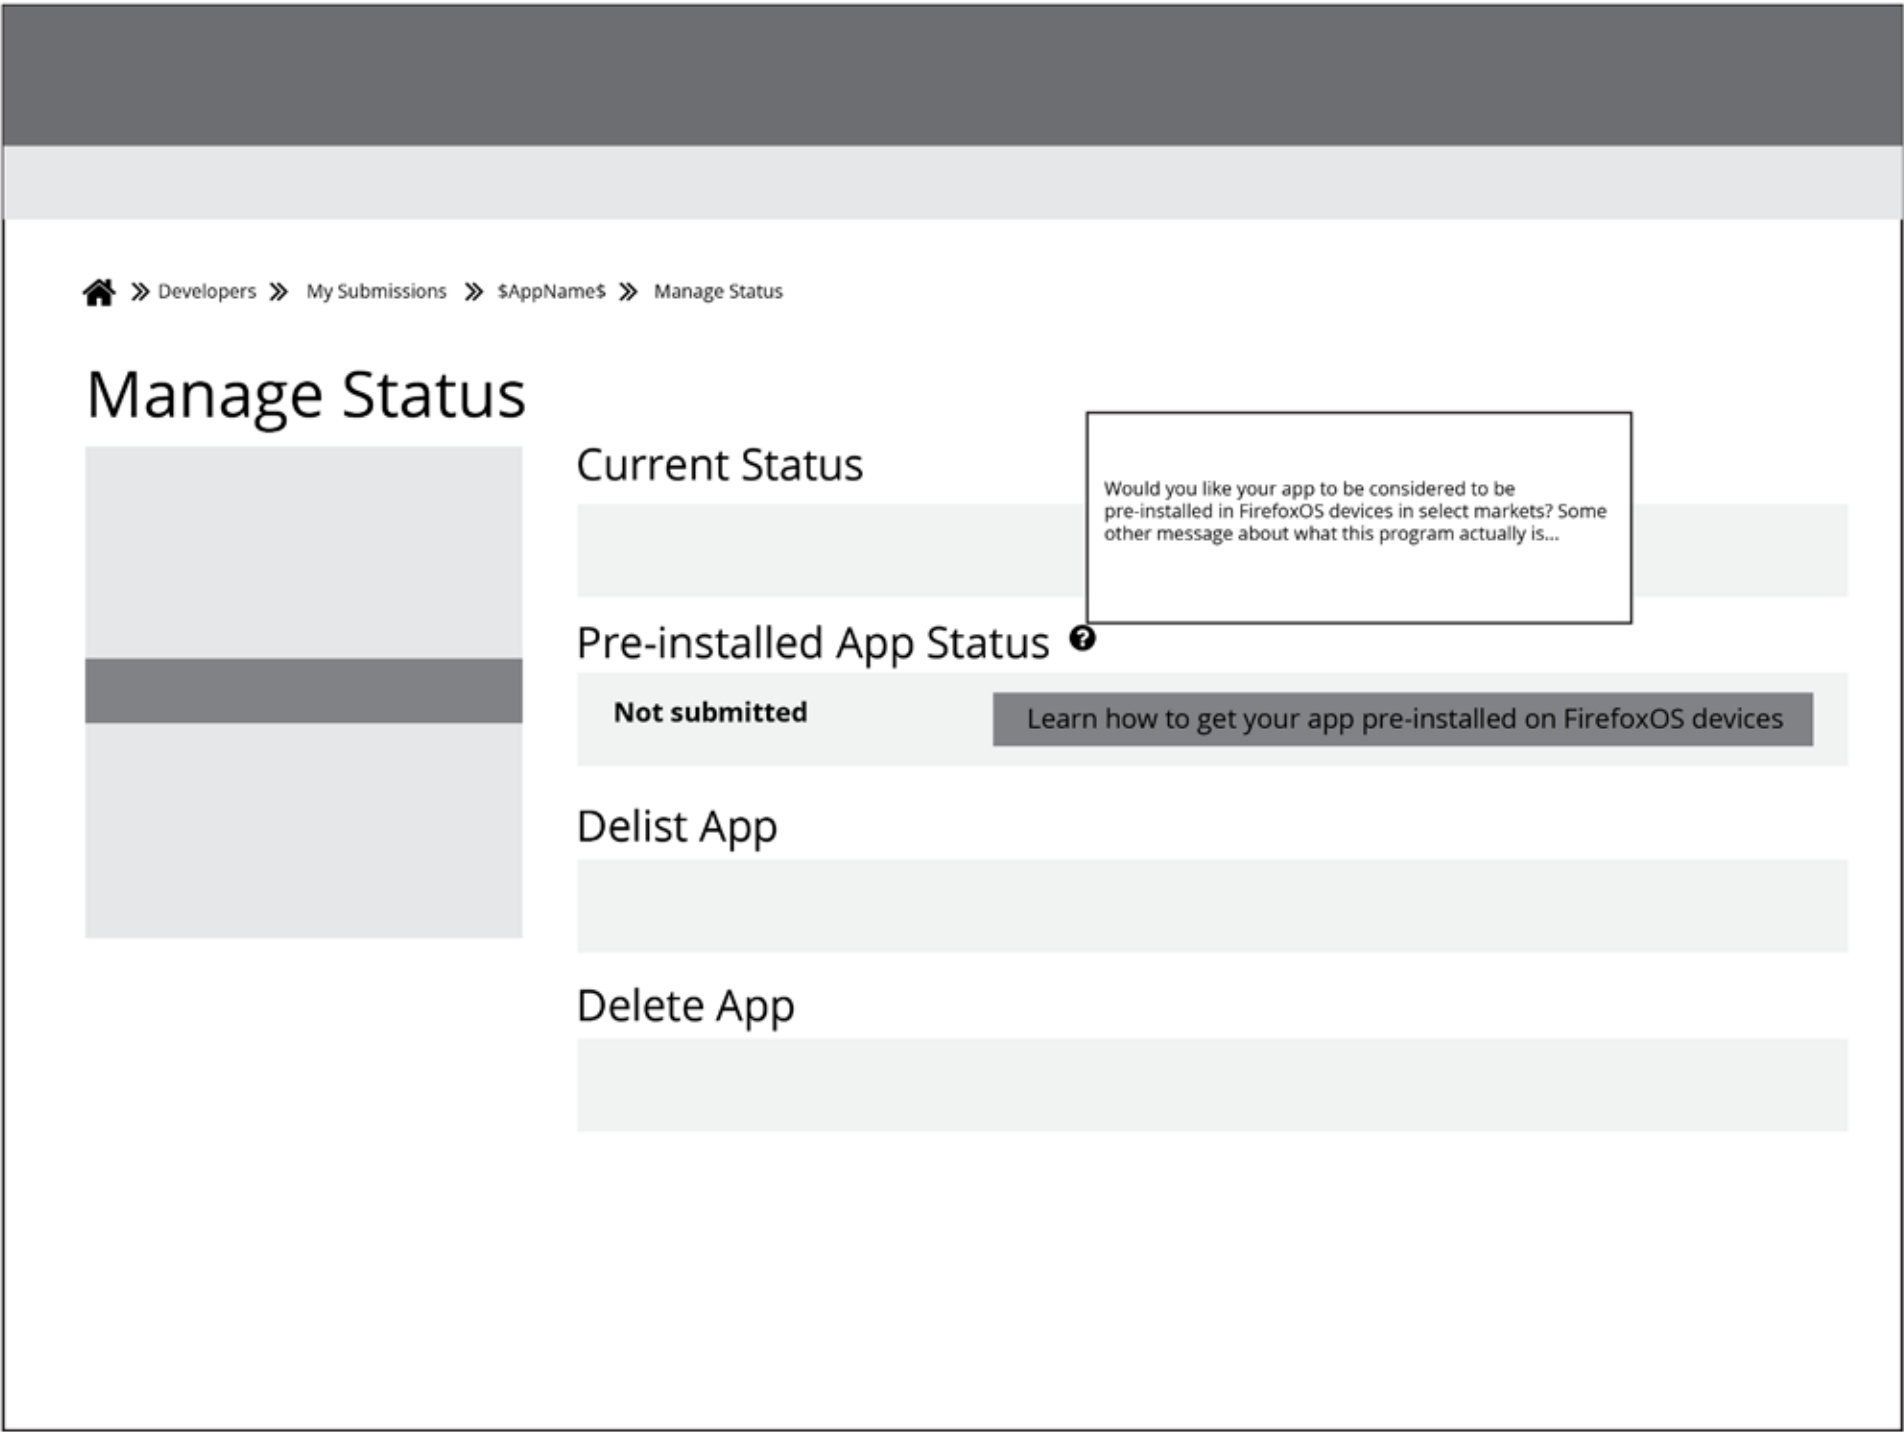 Developers My Submissions $AppName$ Manage Status
Manage Status
Current Status
Would you like your app to be considered to be
pre-installed in FirefoxOS devices in select markets? Some
other message about what this program actually is...
Pre-installed App Status ?
Not submitted
Learn how to get your app pre-installed on FirefoxOS devices
Delist App
Delete App